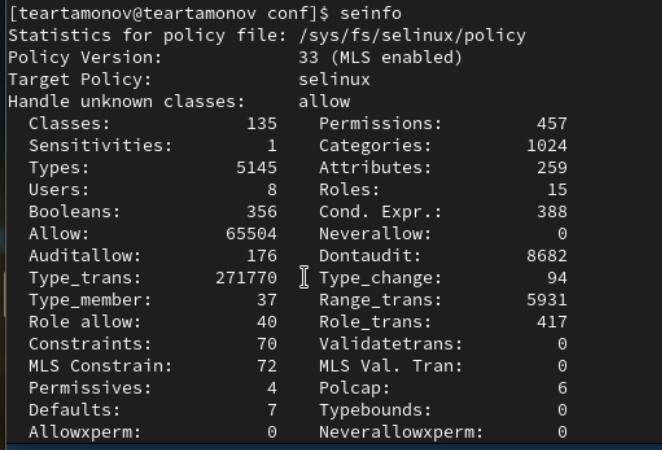 [teartamonov@teartamonov conf]$ seinfo
Statistics for policy file: /sys/fs/selinux/policy
Policy Version:             33 (MLS enabled)
Target Policy:              selinux
Handle unknown classes:     allow
  Classes:             135    Permissions:         457
  Sensitivities:         1    Categories:         1024
  Types:              5145    Attributes:          259
  Users:                 8    Roles:                15
  Booleans:            356    Cond. Expr.:         388
  Allow:             65504    Neverallow:            0
  Auditallow:          176    Dontaudit:          8682
  Type_trans:       271770    Type_change:          94
  Type_member:          37    Range_trans:        5931
  Role allow:           40    Role_trans:          417
  Constraints:          70    Validatetrans:         0
  MLS Constrain:        72    MLS Val. Tran:         0
  Permissives:           4    Polcap:                6
  Defaults:              7    Typebounds:            0
  Allowxperm:            0    Neverallowxperm:       0